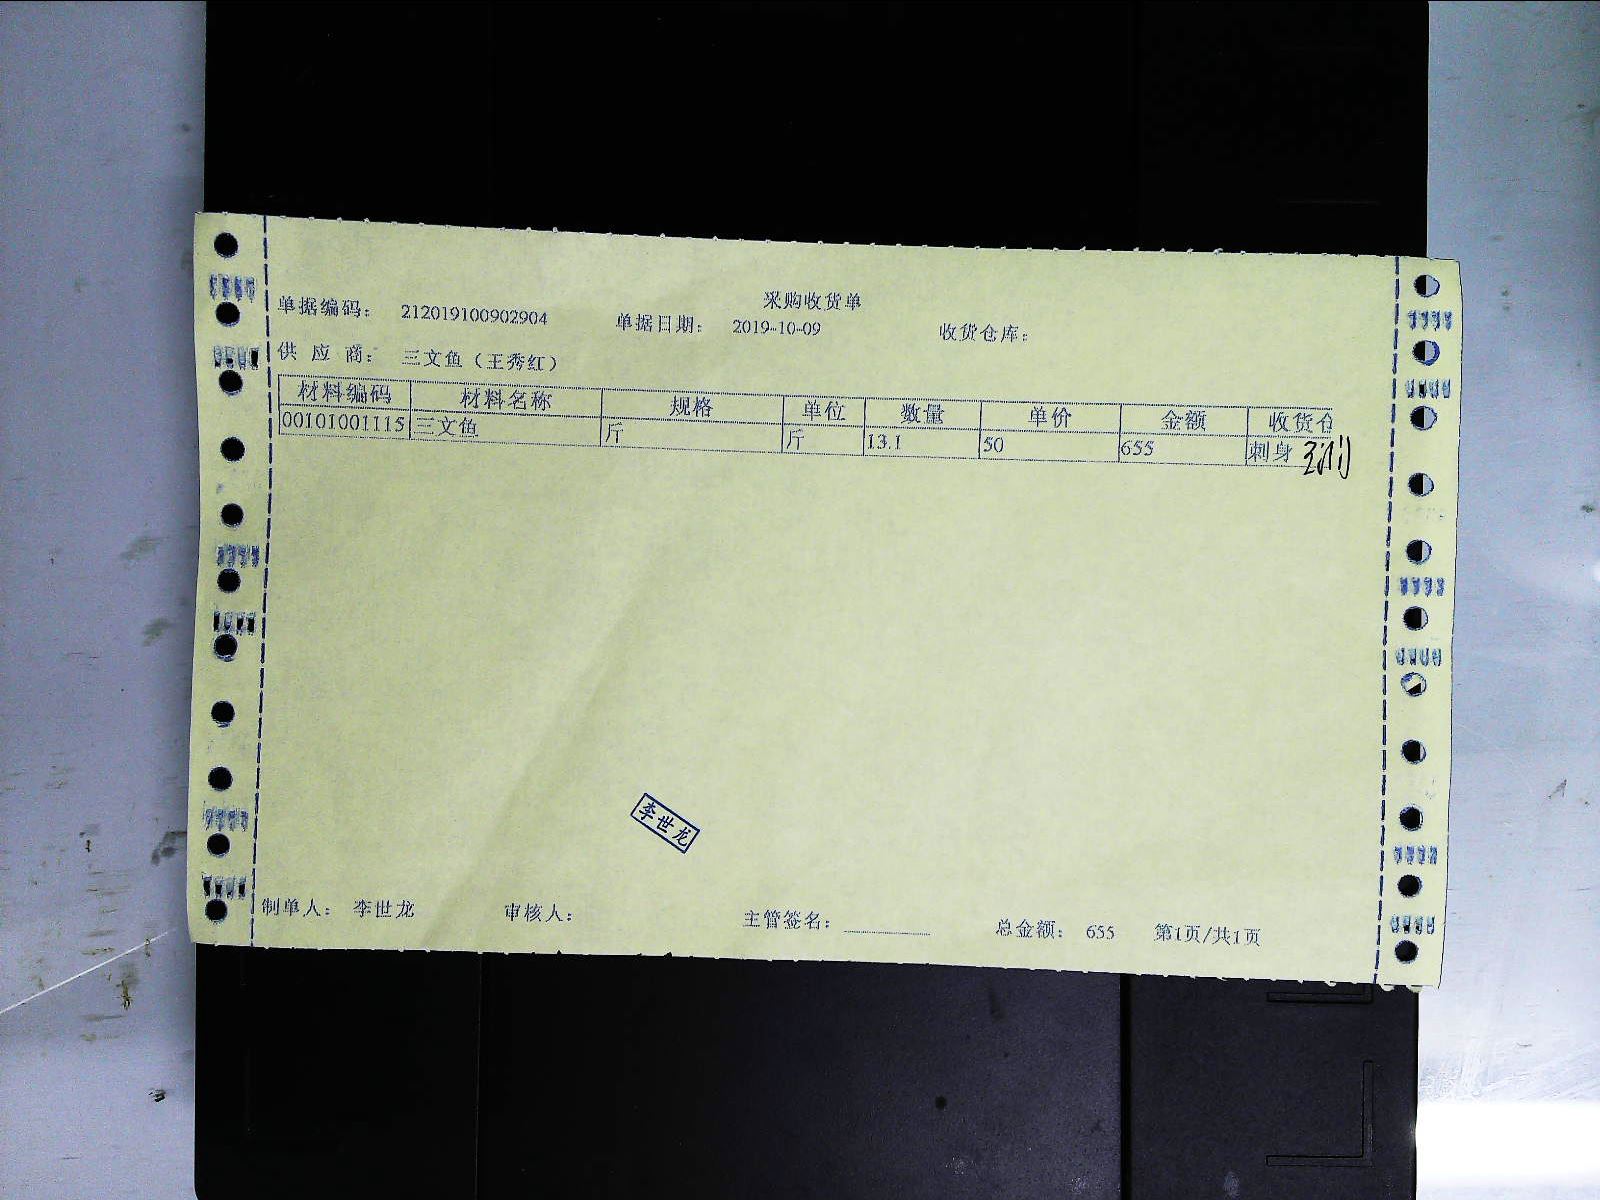 采购收货单
单据编码： 212019100902904 单据日期： 2019-10-09 收货仓库：
供 应 商： 三文鱼（王秀红）
材料编码 材料名称 规格 单位 数量 单价 金额 收货仓
00101001115 三文鱼 斤 斤 13.1 50 655 刺身
李世龙
制单人： 李世龙 审核人： 主管签名： 总金额： 655 第1页/共1页